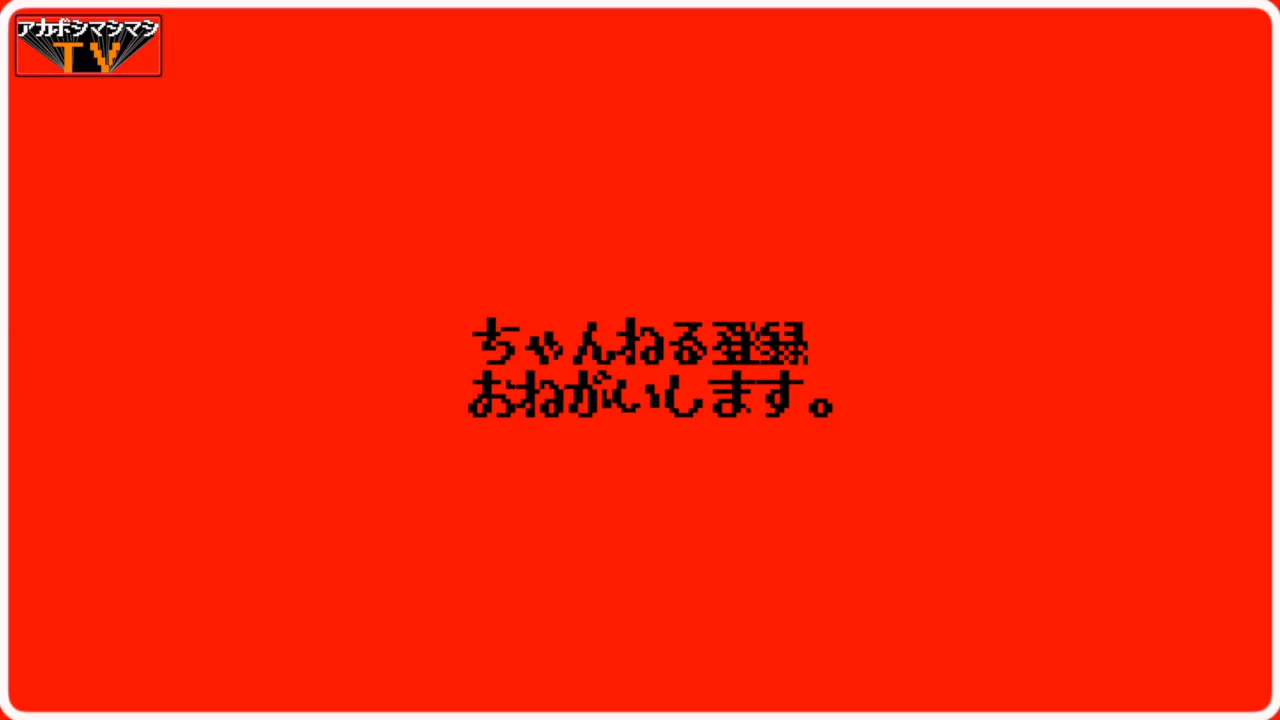 アカボシマシマシ
TV
ちゃんねる登録
おねがいします。